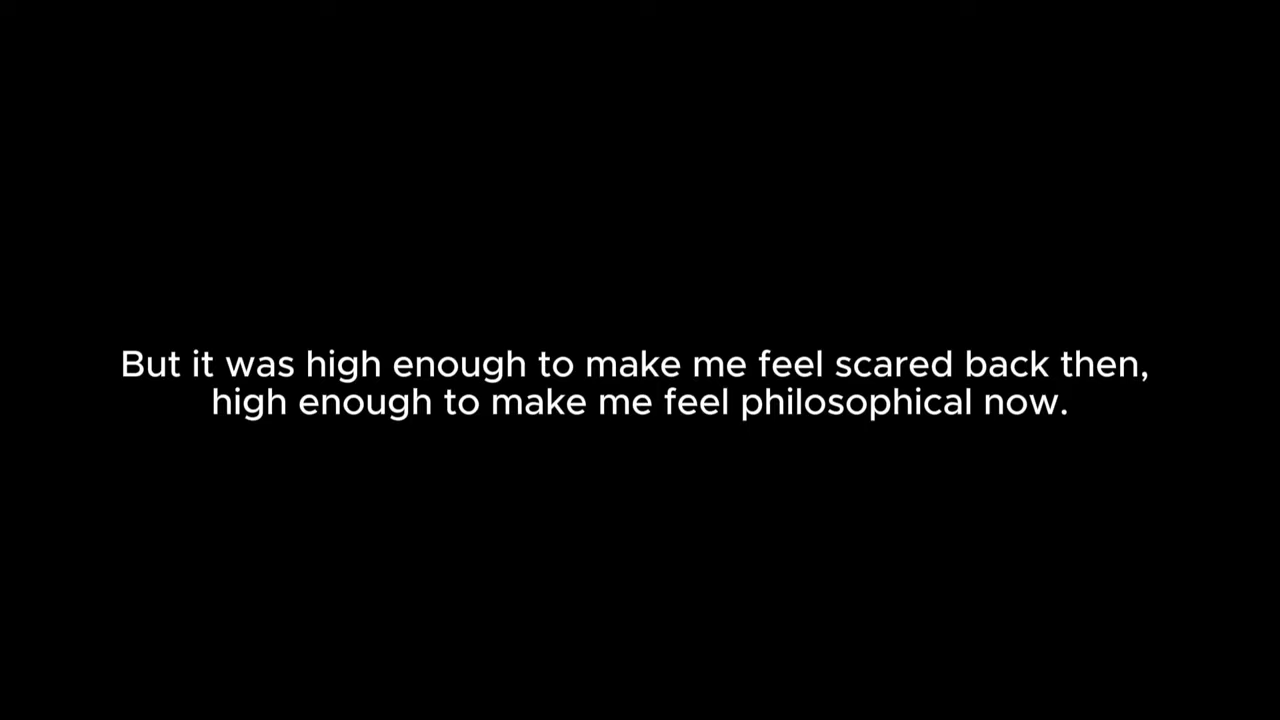 But it was high enough to make me feel scared back then,
high enough to make me feel philosophical now.